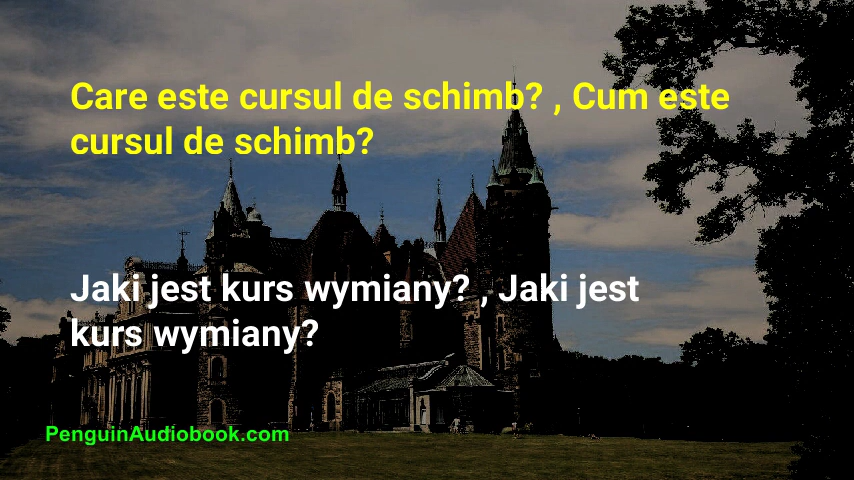 Care este cursul de schimb? , Cum este
cursul de schimb?
Jaki jest kurs wymiany? , Jaki jest
kurs wymiany?
PenguinAudiobook.com